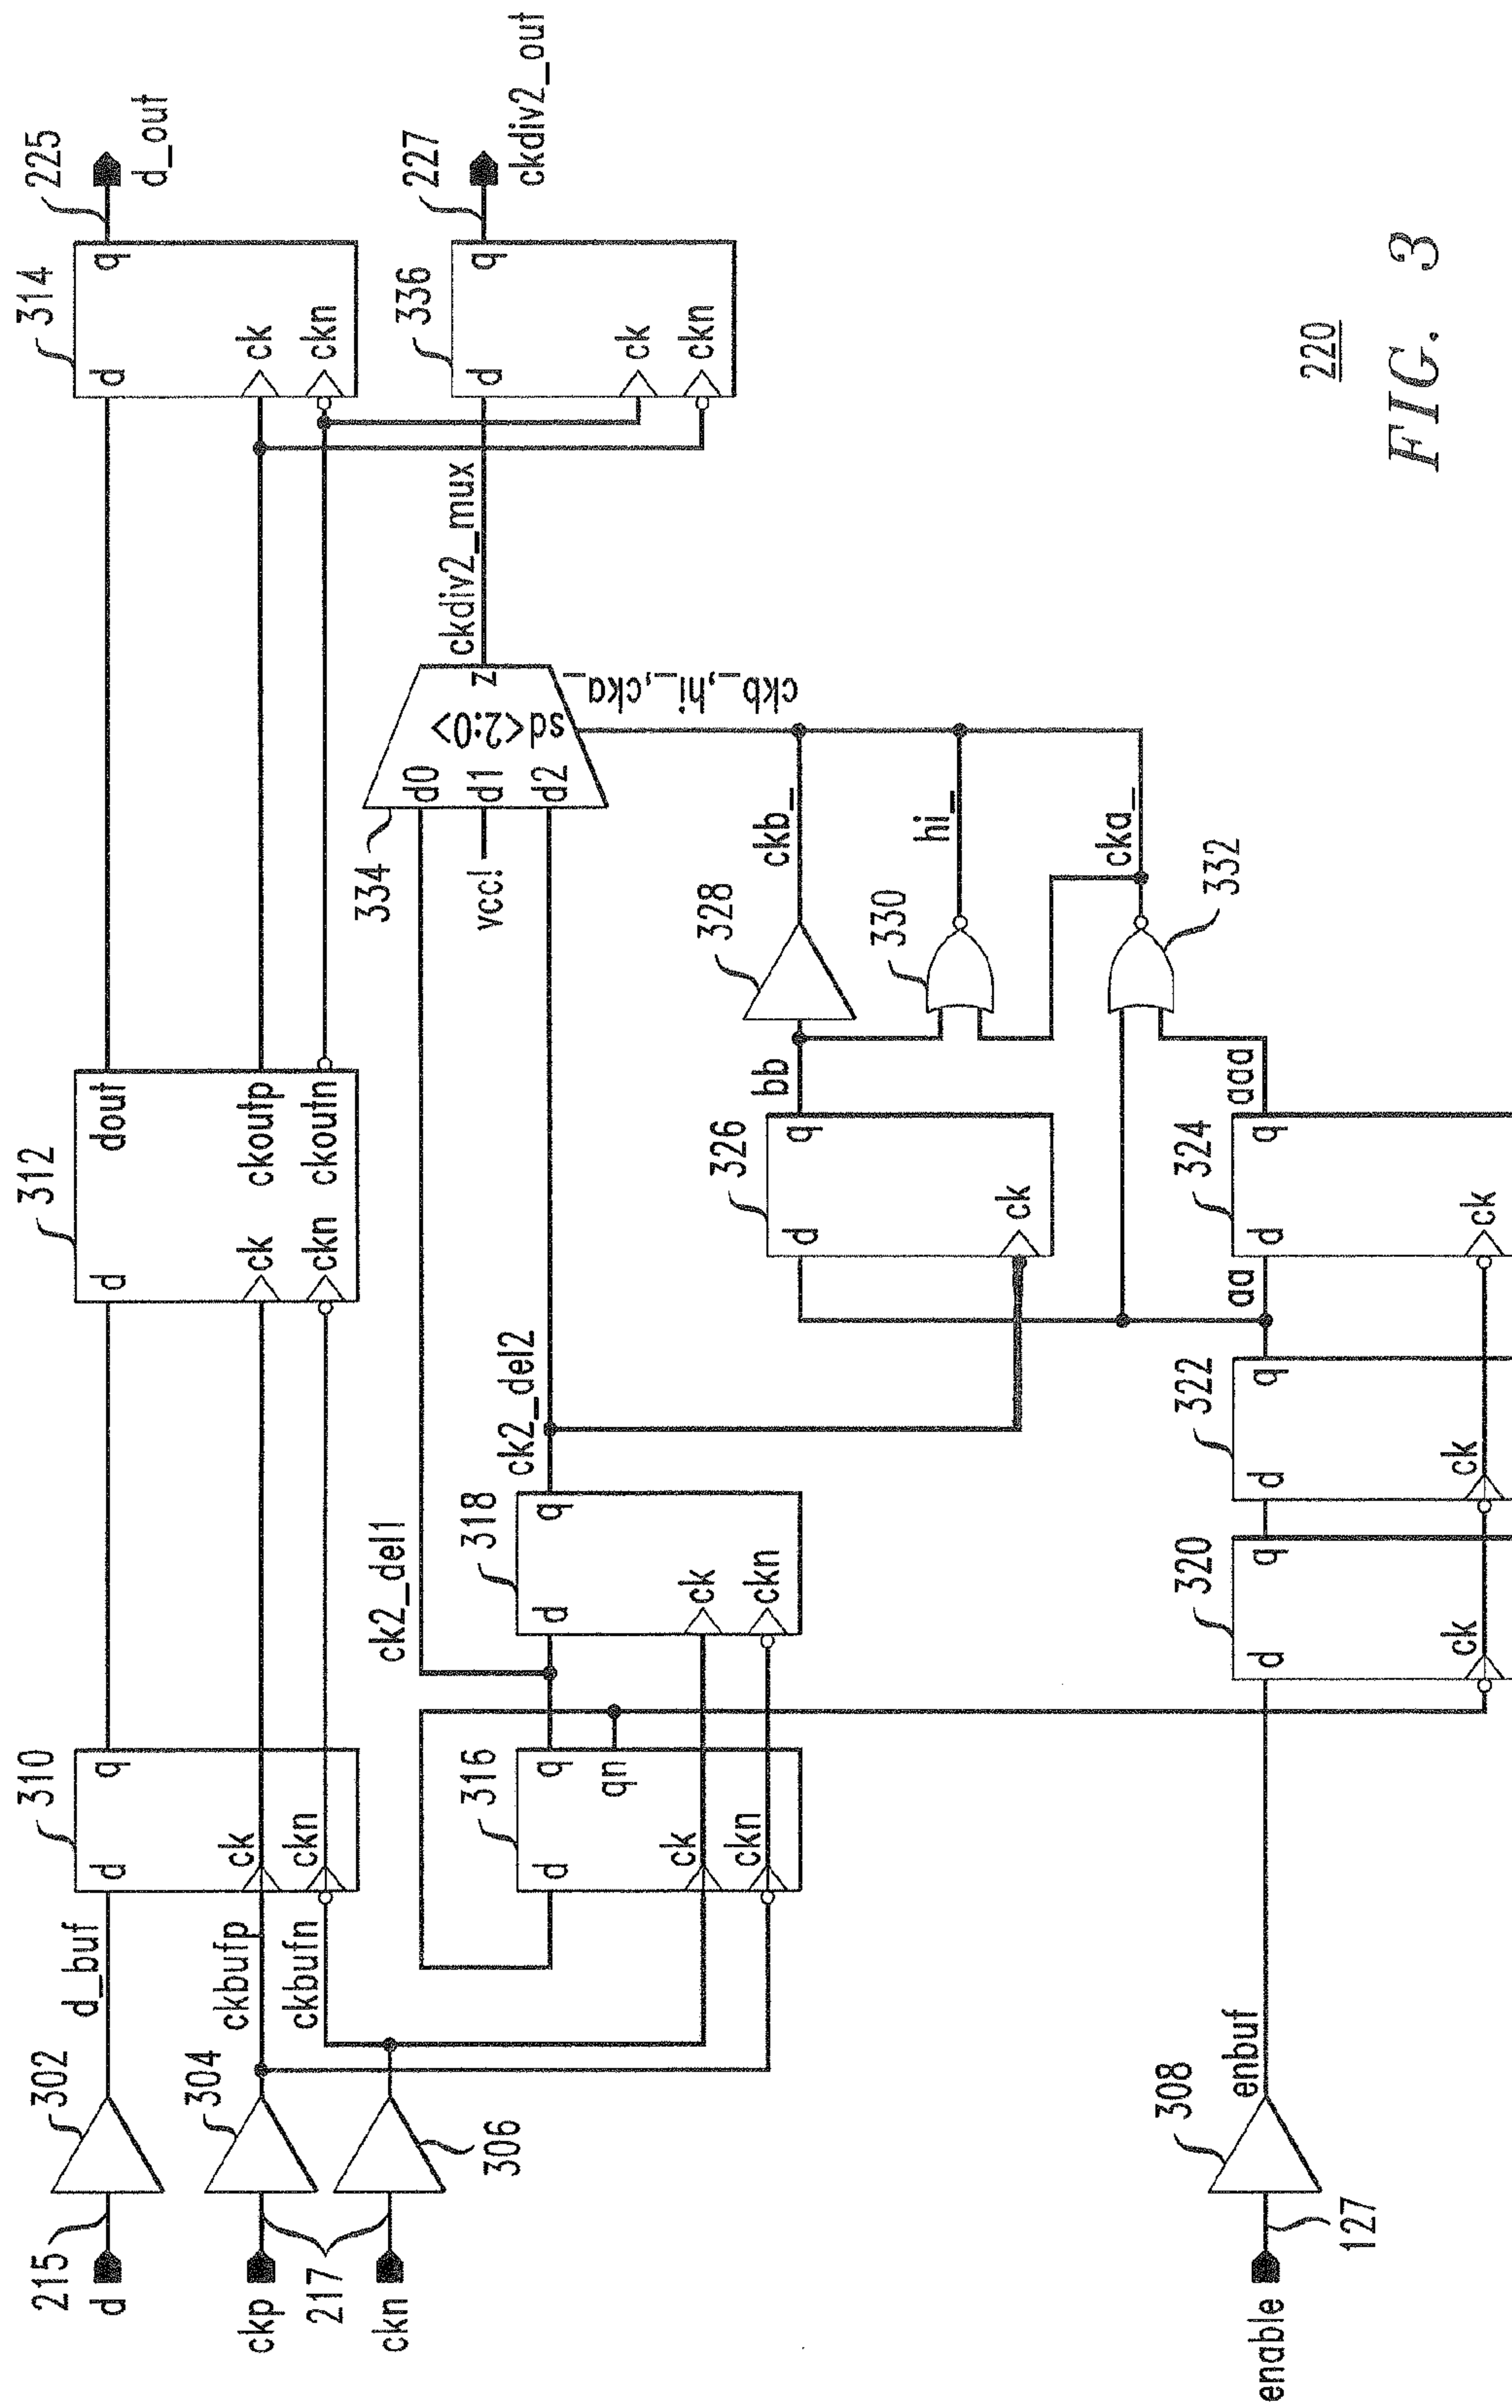 215
d
302
d_buf
310
d
q
ck
ckn
312
d
dout
ck
ckoutp
ckn
ckoutn
314
d
q
ck
ckn
225
d_out
ckp
304
ckbufp
217
ckn
306
ckbufn
316
d
q
qn
ck
ckn
ck2_del1
318
d
q
ck
ckn
ck2_del2
334
d0
vcc!
d1
d2
sd<2:0>
z
ckdiv2_mux
ckb_,hi_,cka_
336
d
q
ck
ckn
227
ckdiv2_out
326
d
q
ck
bb
328
ckb_
330
hi_
332
cka_
enable
127
308
enbuf
320
d
q
ck
322
d
q
ck
aa
324
d
q
ck
aaa
220
FIG. 3